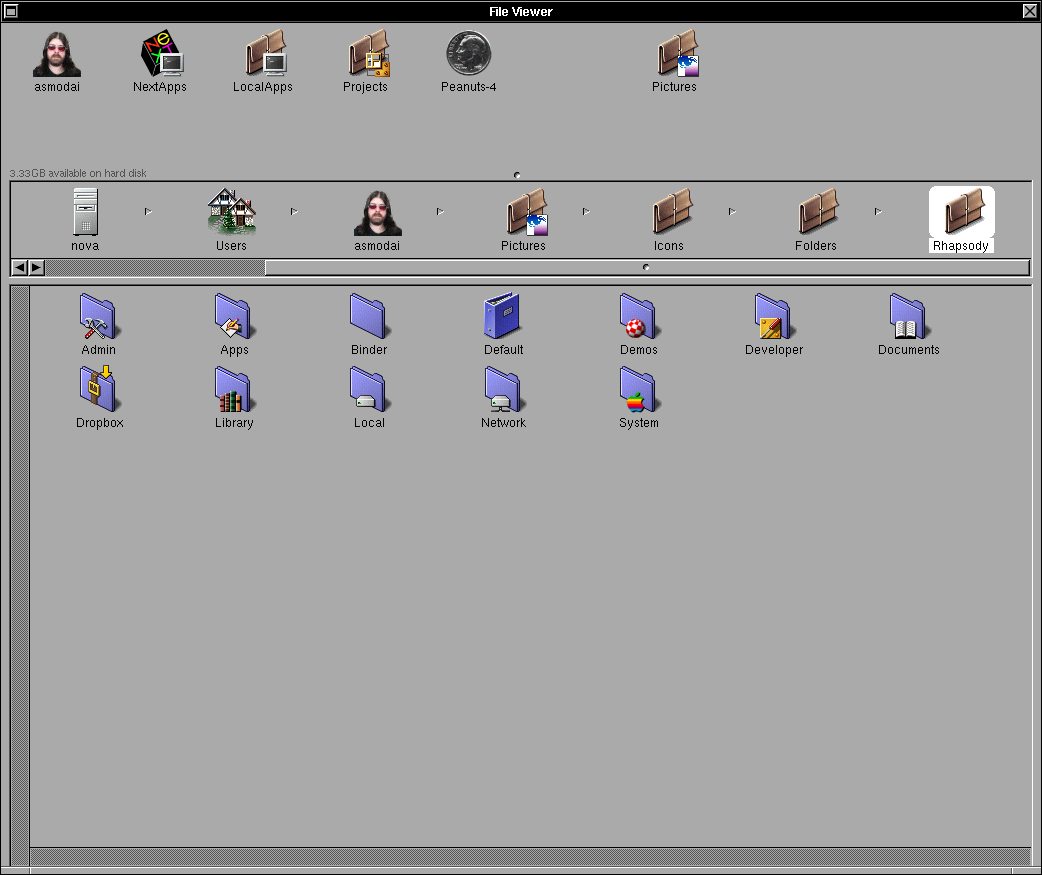 File Viewer
asmodai NextApps LocalApps Projects Peanuts-4 Pictures
3.33GB available on hard disk
nova Users asmodai Pictures Icons Folders Rhapsody
Admin Apps Binder Default Demos Developer Documents
Dropbox Library Local Network System